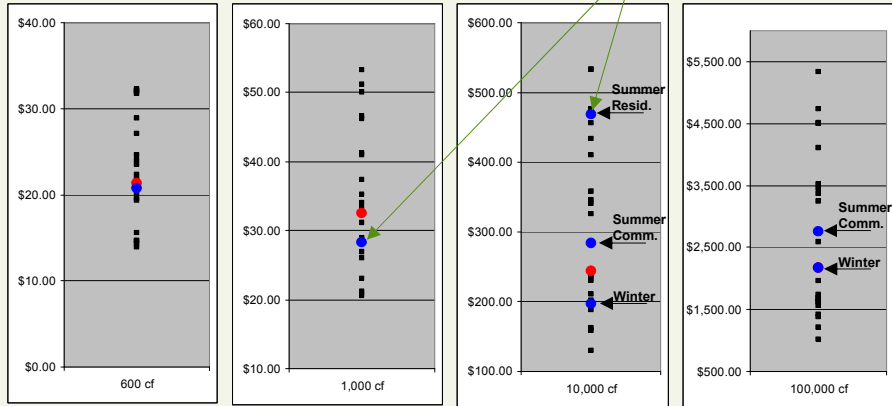 $40.00
$30.00
$20.00
$10.00
$0.00
600 cf
$60.00
$50.00
$40.00
$30.00
$20.00
$10.00
1,000 cf
$600.00
$500.00
$400.00
$300.00
$200.00
$100.00
Summer
Resid.
Summer
Comm.
Winter
10,000 cf
$5,500.00
$4,500.00
$3,500.00
$2,500.00
$1,500.00
$500.00
Summer
Comm.
Winter
100,000 cf